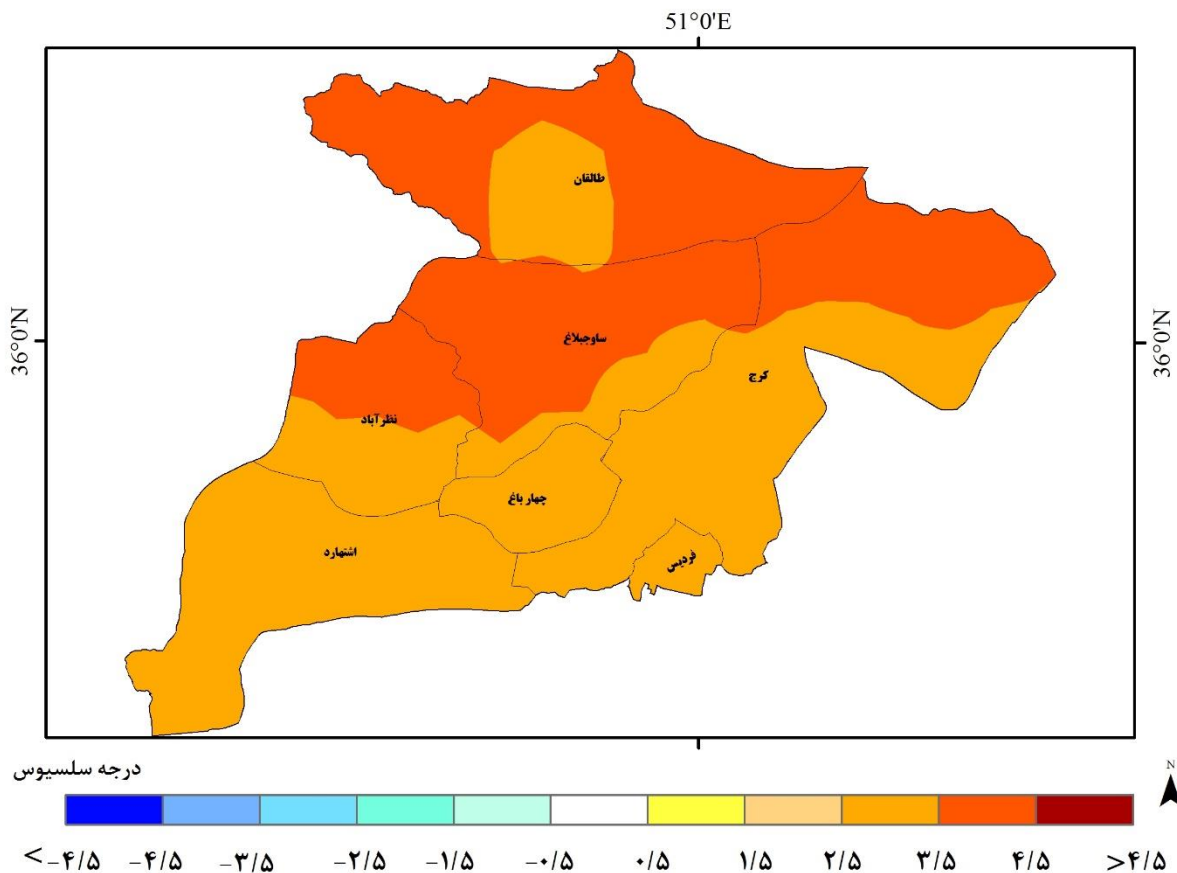 51°0'E
36°0'N
36°0'N
طالقان
ساوجبلاغ
کرج
نظرآباد
چهار باغ
اشتهارد
فردیس
درجه سلسیوس
N
<-۴/۵ -۴/۵ -۳/۵ -۲/۵ -۱/۵ -۰/۵ ۰/۵ ۱/۵ ۲/۵ ۳/۵ ۴/۵ >۴/۵